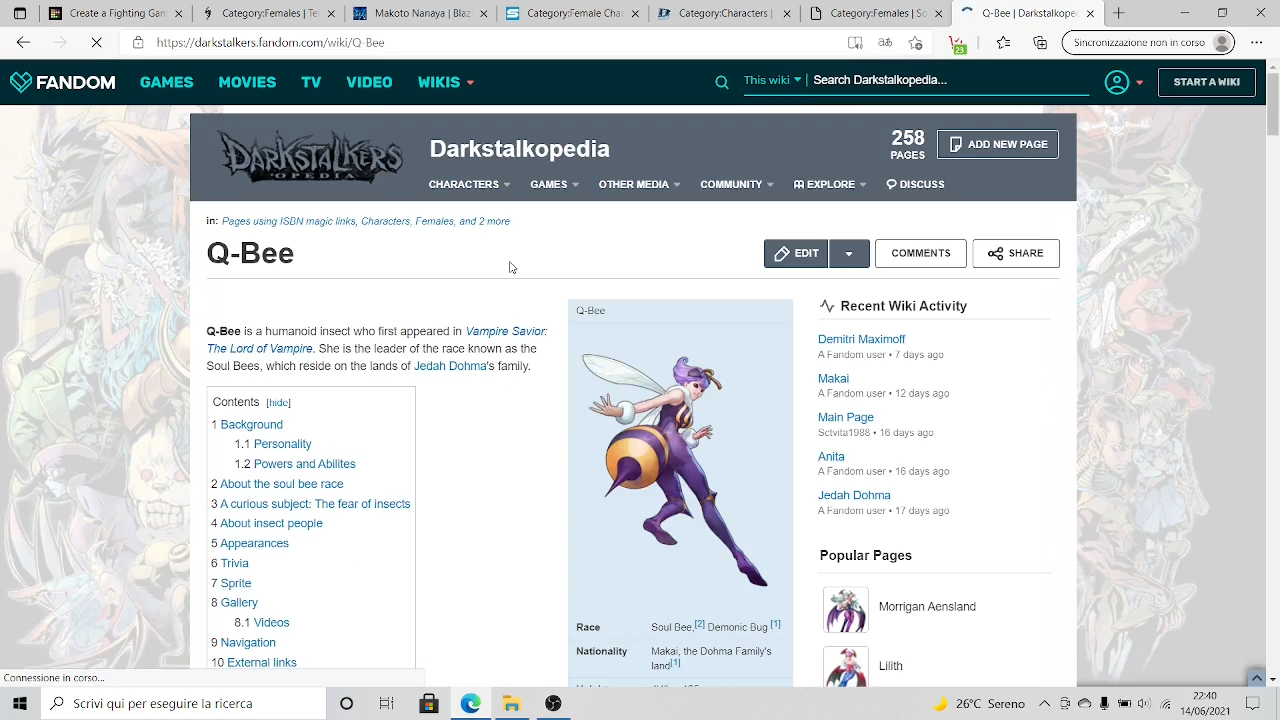 Creatir
A list of Fighting Game
Category: Features | Te
Makoto Nanaya | Blaz
StalkCategory:Female Char
Category:Characters |
Category:Females | So
Q-Bee | Darkstalkope
https://darkstalkers.fandom.com/wiki/Q-Bee
23
Sincronizzazione non in corso
FANDOM GAMES MOVIES TV VIDEO WIKIS This wiki Search Darkstalkopedia... START A WIKI
DARKSTALKERS
OPEDIA
Darkstalkopedia
258
PAGES
ADD NEW PAGE
CHARACTERS GAMES OTHER MEDIA COMMUNITY EXPLORE DISCUSS
in: Pages using ISBN magic links, Characters, Females, and 2 more
Q-Bee
EDIT COMMENTS SHARE
Q-Bee is a humanoid insect who first appeared in Vampire Savior:
The Lord of Vampire. She is the leader of the race known as the
Soul Bees, which reside on the lands of Jedah Dohma's family.
Contents [hide]
1 Background
1.1 Personality
1.2 Powers and Abilites
2 About the soul bee race
3 A curious subject: The fear of insects
4 About insect people
5 Appearances
6 Trivia
7 Sprite
8 Gallery
8.1 Videos
9 Navigation
10 External links
Q-Bee
Race Soul Bee,[2] Demonic Bug [1]
Nationality Makai, the Dohma Family's
land[1]
Recent Wiki Activity
Demitri Maximoff
A Fandom user • 7 days ago
Makai
A Fandom user • 12 days ago
Main Page
Sctvita1988 • 16 days ago
Anita
A Fandom user • 16 days ago
Jedah Dohma
A Fandom user • 17 days ago
Popular Pages
Morrigan Aensland
Lilith
Connessione in corso...
Scrivi qui per eseguire la ricerca
26°C Sereno
22:40
14/06/2021